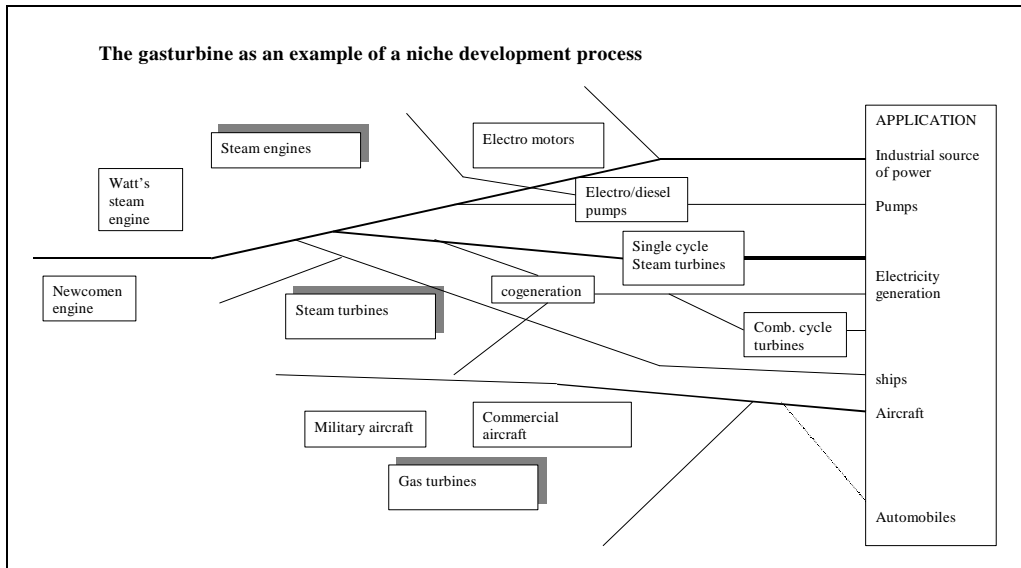 The gasturbine as an example of a niche development process
Steam engines
Electro motors
Watt's
steam
engine
Electro/diesel
pumps
Single cycle
Steam turbines
Newcomen
engine
Steam turbines
cogeneration
Comb. cycle
turbines
Military aircraft
Commercial
aircraft
Gas turbines
APPLICATION
Industrial source
of power
Pumps
Electricity
generation
ships
Aircraft
Automobiles